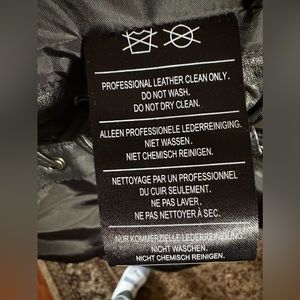 PROFESSIONAL LEATHER CLEAN ONLY.
DO NOT WASH.
DO NOT DRY CLEAN.
ALLEEN PROFESSIONELE LEDERREINIGING.
NIET WASSEN.
NIET CHEMISCH REINIGEN.
NETTOYAGE PAR UN PROFESSIONNEL
DU CUIR SEULEMENT.
NE PAS LAVER.
NE PAS NETTOYER À SEC.
NUR KOMMERZIELLE LEDERREINIGUNG.
NICHT WASCHEN.
NICHT CHEMISCH REINIGEN.